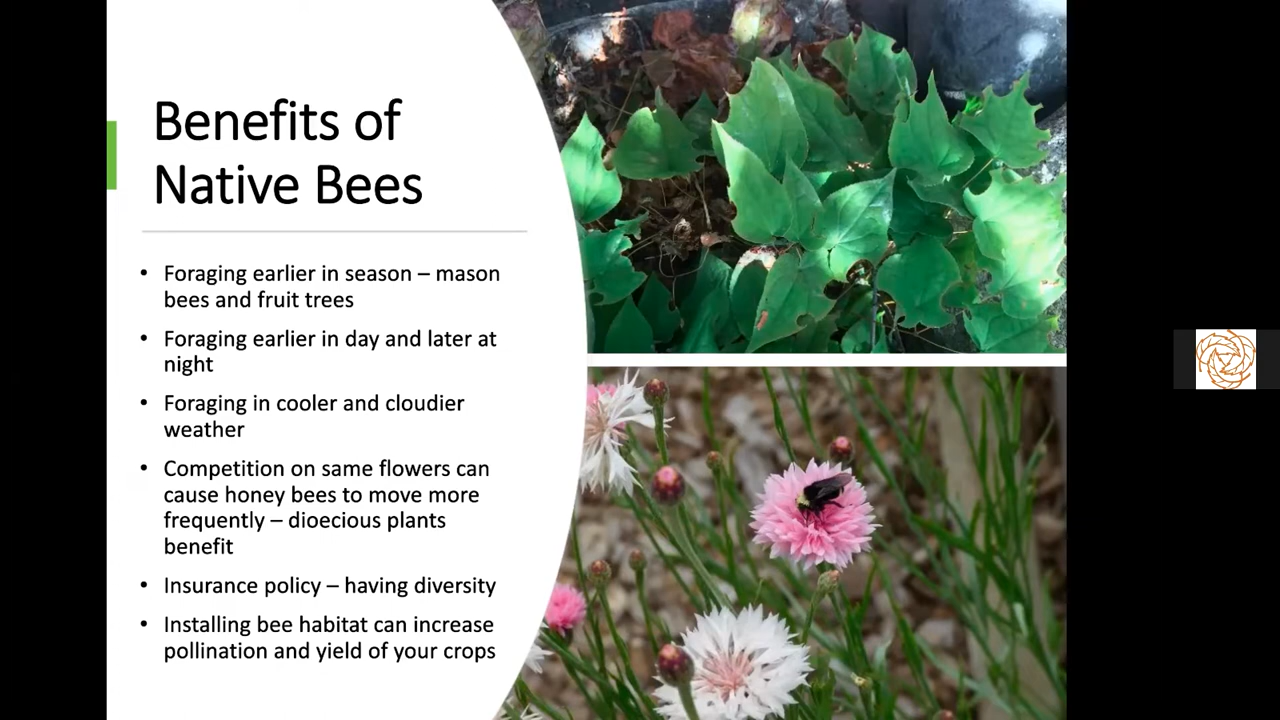 Benefits of
Native Bees
• Foraging earlier in season – mason
bees and fruit trees
• Foraging earlier in day and later at
night
• Foraging in cooler and cloudier
weather
• Competition on same flowers can
cause honey bees to move more
frequently – dioecious plants
benefit
• Insurance policy – having diversity
• Installing bee habitat can increase
pollination and yield of your crops